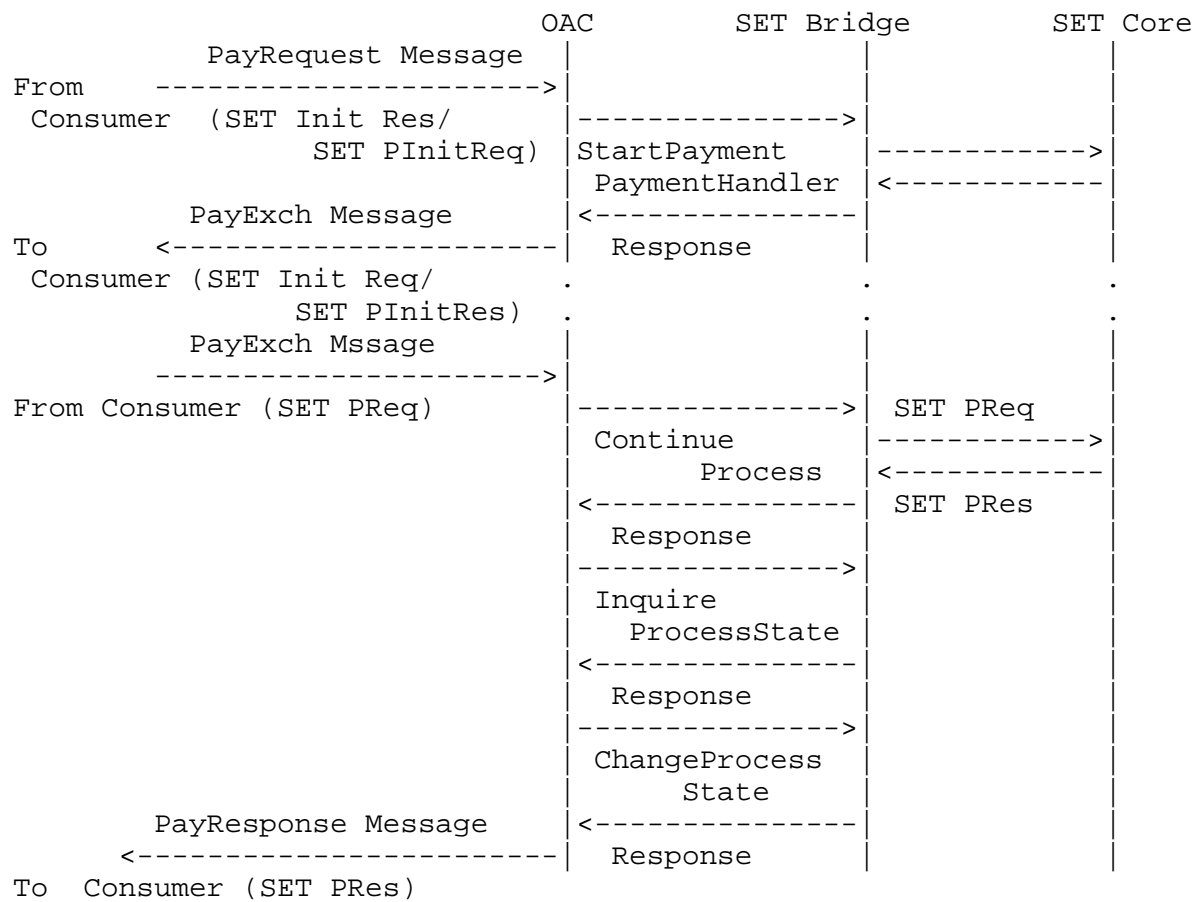 OAC SET Bridge SET Core
PayRequest Message | | |
From ----------------------->| | |
Consumer (SET Init Res/ |--------------->| |
SET PInitReq) |StartPayment |------------>|
| PaymentHandler |<------------|
PayExch Message |<---------------| |
To <-----------------------| Response | |
Consumer (SET Init Req/ . . .
SET PInitRes) . . .
PayExch Mssage | | |
----------------------->| | |
From Consumer (SET PReq) |--------------->| SET PReq |
| Continue |------------>|
| Process |<------------|
|<---------------| SET PRes |
| Response | |
|--------------->| |
| Inquire | |
| ProcessState | |
|<---------------| |
| Response | |
|--------------->| |
| ChangeProcess | |
| State | |
PayResponse Message |<---------------| |
<-------------------------| Response | |
To Consumer (SET PRes)